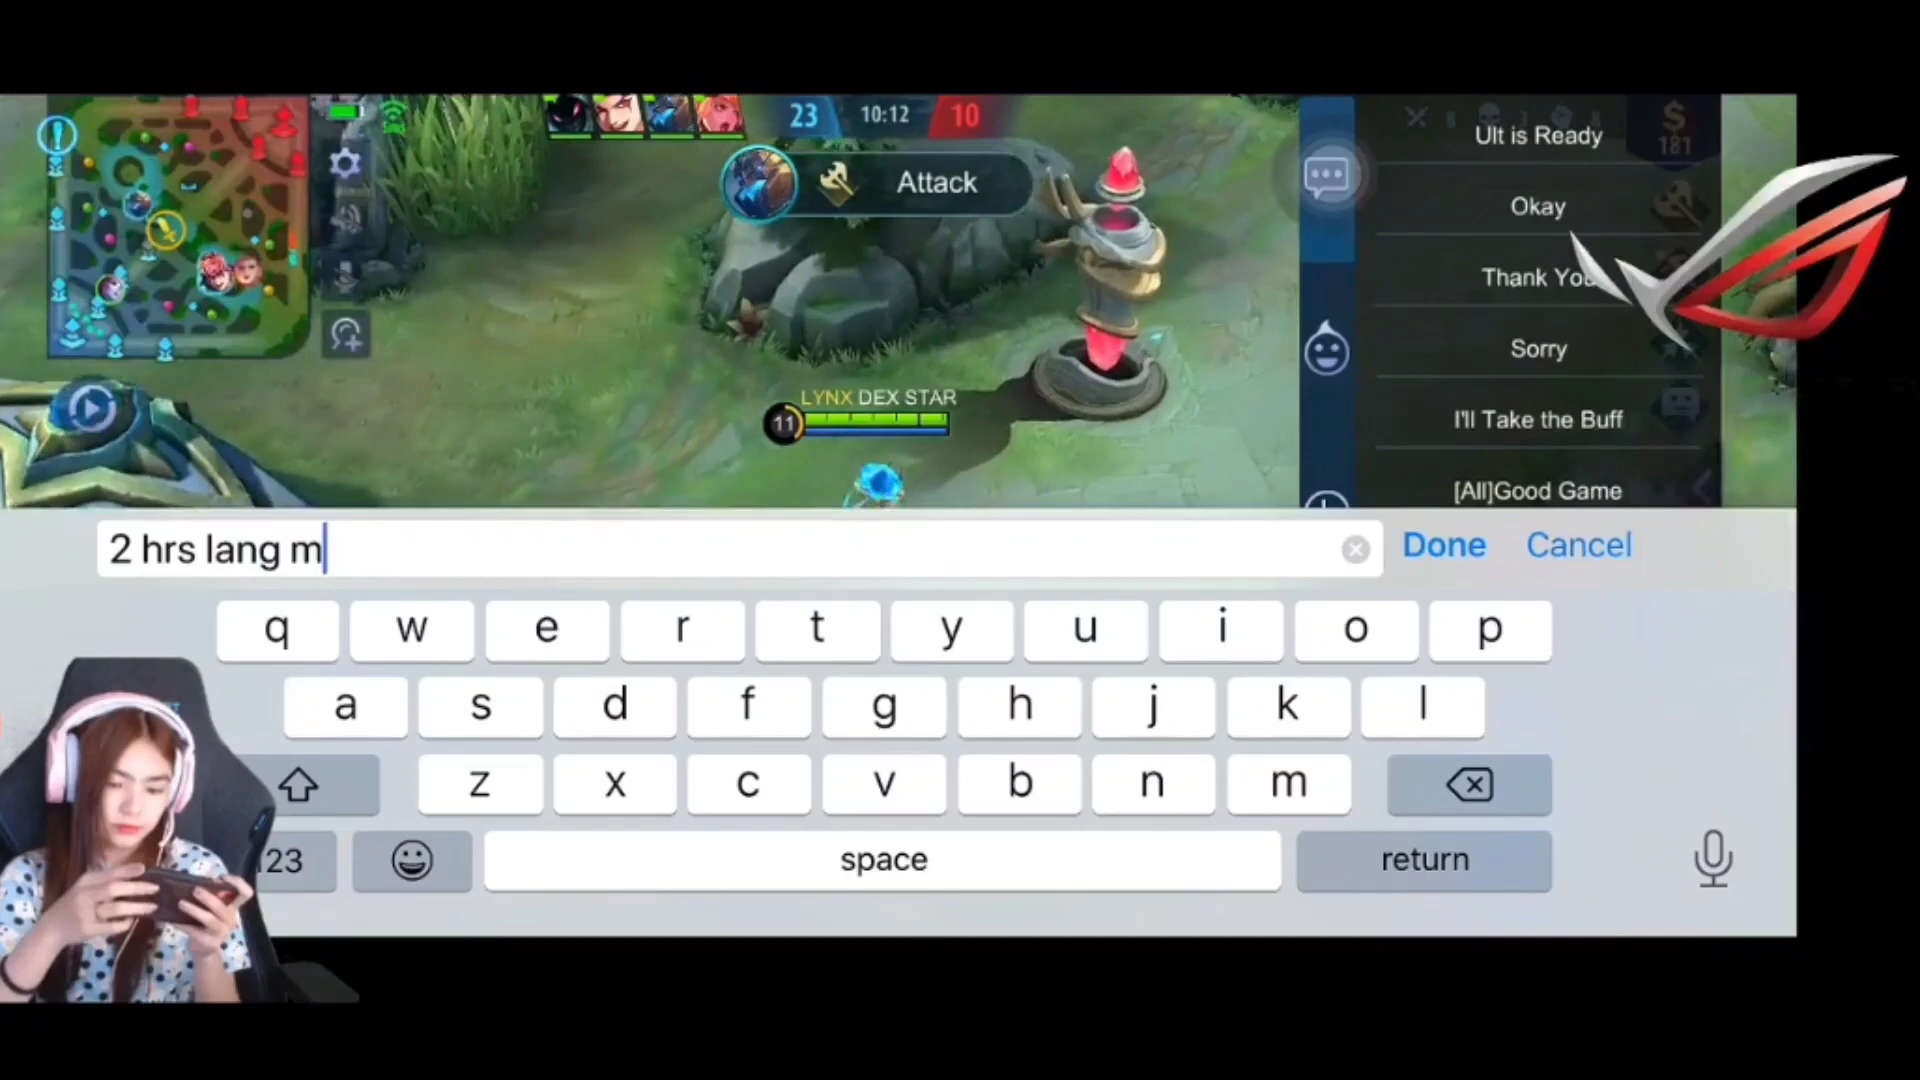 23 10:12 10
181
Attack
Ult is Ready
Okay
Thank You
Sorry
I'll Take the Buff
[All]Good Game
LYNX DEX STAR
11
2 hrs lang m
Done Cancel
q w e r t y u i o p
a s d f g h j k l
z x c v b n m
123 space return